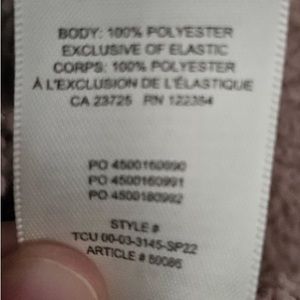 BODY: 100% POLYESTER
EXCLUSIVE OF ELASTIC
CORPS: 100% POLYESTER
À L'EXCLUSION DE L'ÉLASTIQUE
CA 23725 RN 122354
PO 4500160990
PO 4500160991
PO 4500160992
STYLE #
TCU 00-03-3145-SP22
ARTICLE # 80086